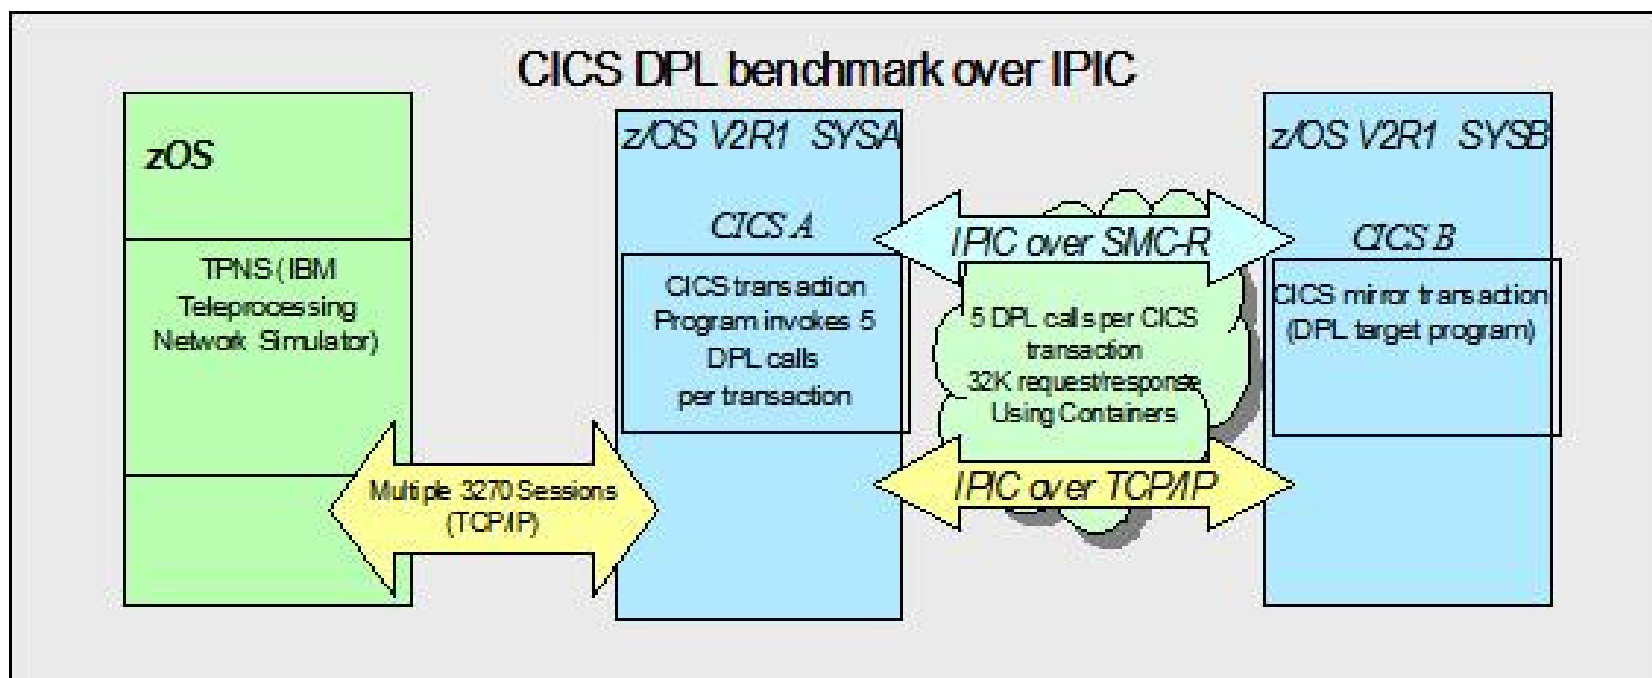 CICS DPL benchmark over IPIC
zOS
TPNS ( IBM
Teleprocessing
Network Simulator)
Multiple 3270 Sessions
(TCP/IP)
z/OS V2R1 SYSA
CICS A
CICS transaction
Program invokes 5
DPL calls
per transaction
IPIC over SMC-R
5 DPL calls per CICS
transaction
32K request/response
Using Containers
IPIC over TCP/IP
z/OS V2R1 SYSB
CICS B
CICS mirror transaction
(DPL target program)